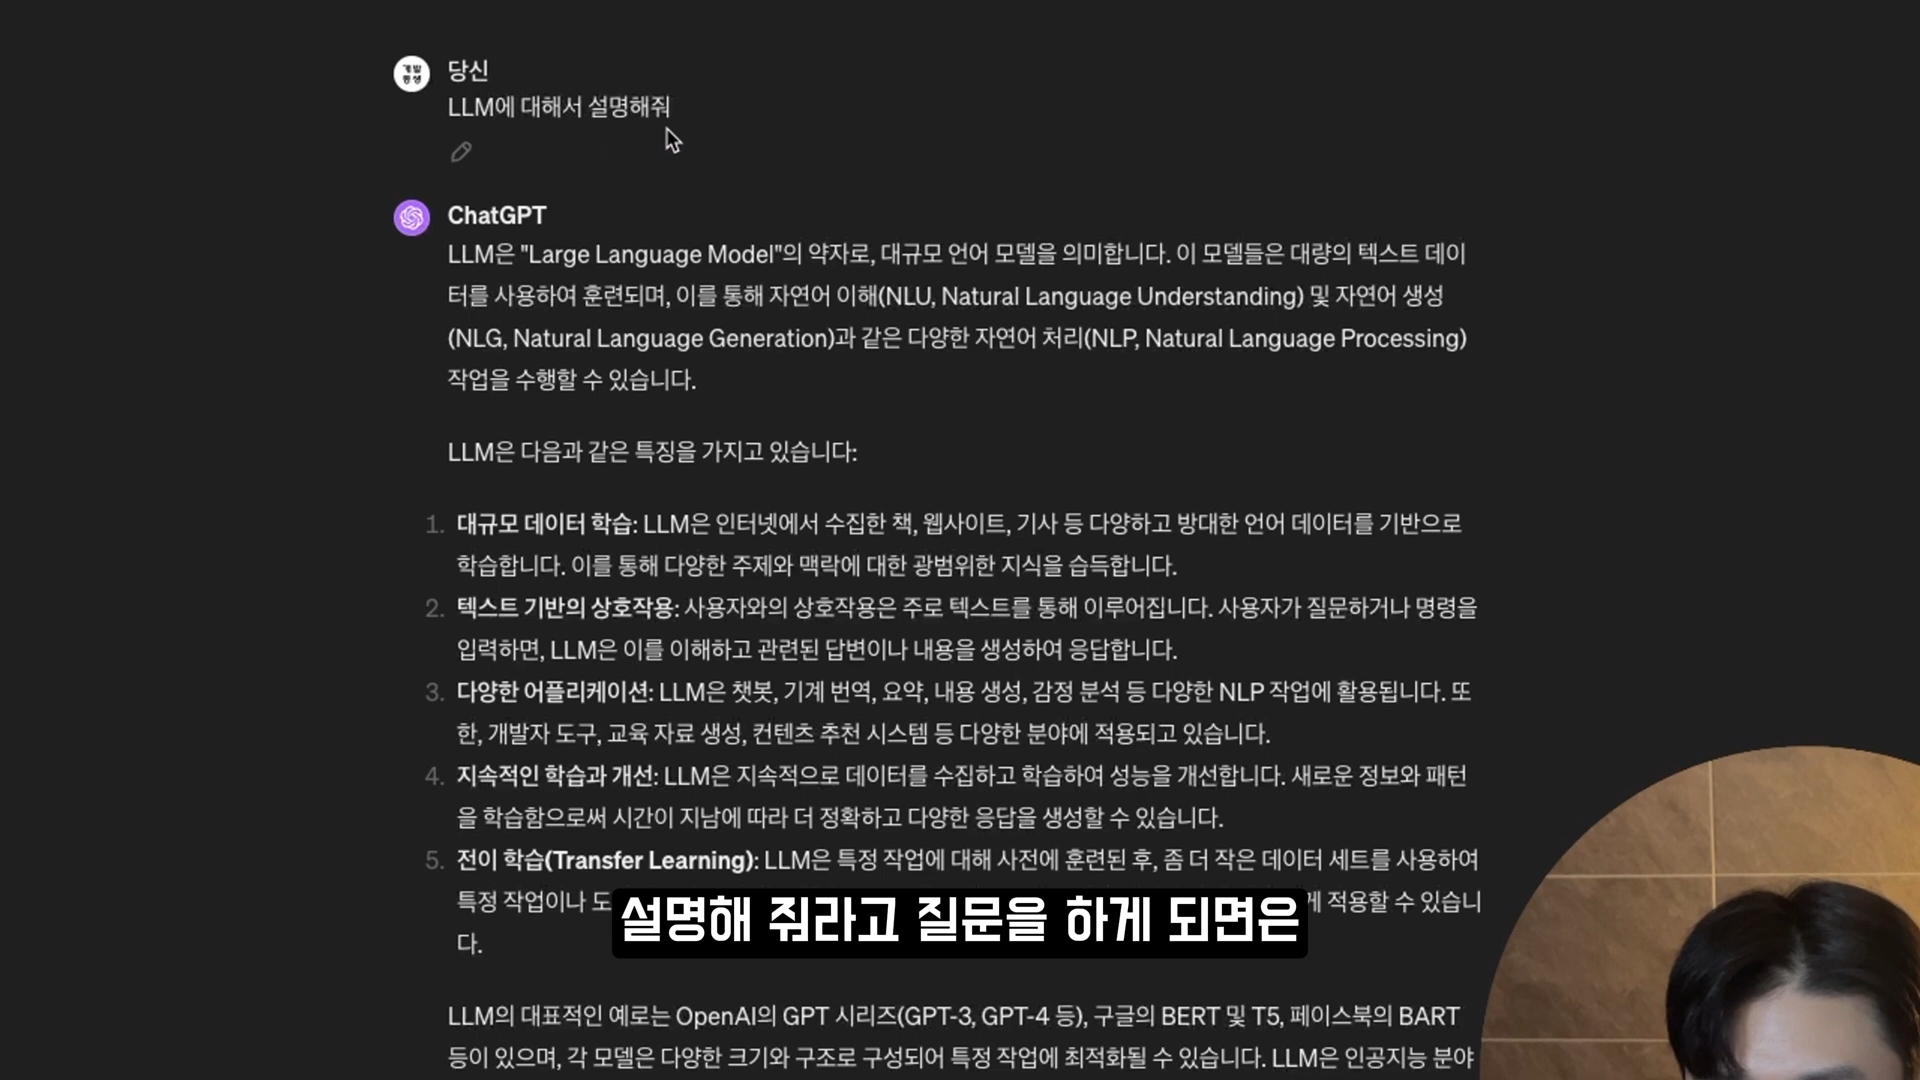 개발
동생
당신
LLM에 대해서 설명해줘
ChatGPT
LLM은 "Large Language Model"의 약자로, 대규모 언어 모델을 의미합니다. 이 모델들은 대량의 텍스트 데이
터를 사용하여 훈련되며, 이를 통해 자연어 이해(NLU, Natural Language Understanding) 및 자연어 생성
(NLG, Natural Language Generation)과 같은 다양한 자연어 처리(NLP, Natural Language Processing)
작업을 수행할 수 있습니다.
LLM은 다음과 같은 특징을 가지고 있습니다:
1. 대규모 데이터 학습: LLM은 인터넷에서 수집한 책, 웹사이트, 기사 등 다양하고 방대한 언어 데이터를 기반으로
학습합니다. 이를 통해 다양한 주제와 맥락에 대한 광범위한 지식을 습득합니다.
2. 텍스트 기반의 상호작용: 사용자와의 상호작용은 주로 텍스트를 통해 이루어집니다. 사용자가 질문하거나 명령을
입력하면, LLM은 이를 이해하고 관련된 답변이나 내용을 생성하여 응답합니다.
3. 다양한 어플리케이션: LLM은 챗봇, 기계 번역, 요약, 내용 생성, 감정 분석 등 다양한 NLP 작업에 활용됩니다. 또
한, 개발자 도구, 교육 자료 생성, 컨텐츠 추천 시스템 등 다양한 분야에 적용되고 있습니다.
4. 지속적인 학습과 개선: LLM은 지속적으로 데이터를 수집하고 학습하여 성능을 개선합니다. 새로운 정보와 패턴
을 학습함으로써 시간이 지남에 따라 더 정확하고 다양한 응답을 생성할 수 있습니다.
5. 전이 학습(Transfer Learning): LLM은 특정 작업에 대해 사전에 훈련된 후, 좀 더 작은 데이터 세트를 사용하여
특정 작업이나 게 적용할 수 있습니
다.
설명해 줘라고 질문을 하게 되면은
LLM의 대표적인 예로는 OpenAI의 GPT 시리즈(GPT-3, GPT-4 등), 구글의 BERT 및 T5, 페이스북의 BART
등이 있으며, 각 모델은 다양한 크기와 구조로 구성되어 특정 작업에 최적화될 수 있습니다. LLM은 인공지능 분야